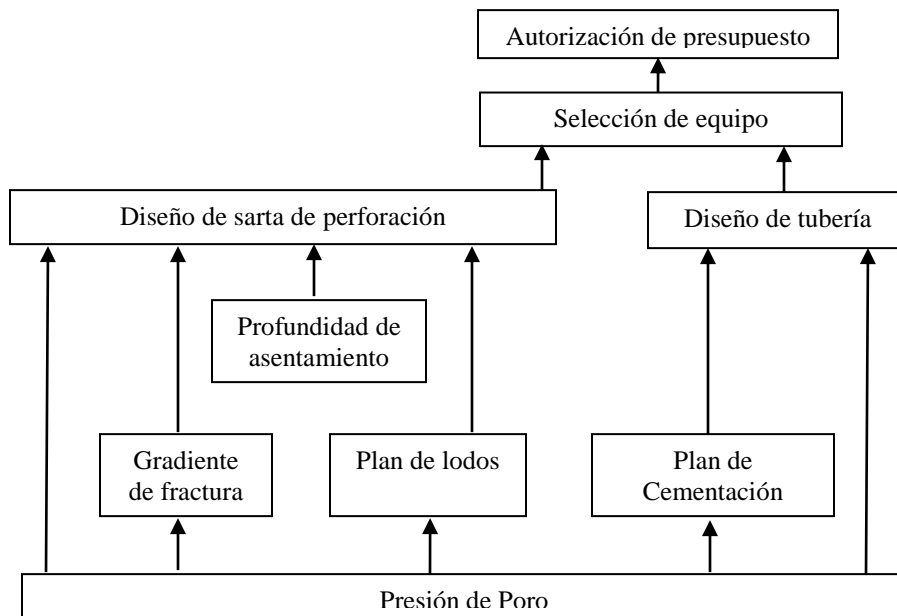 Autorización de presupuesto
Selección de equipo
Diseño de sarta de perforación
Diseño de tubería
Profundidad de
asentamiento
Gradiente
de fractura
Plan de lodos
Plan de
Cementación
Presión de Poro